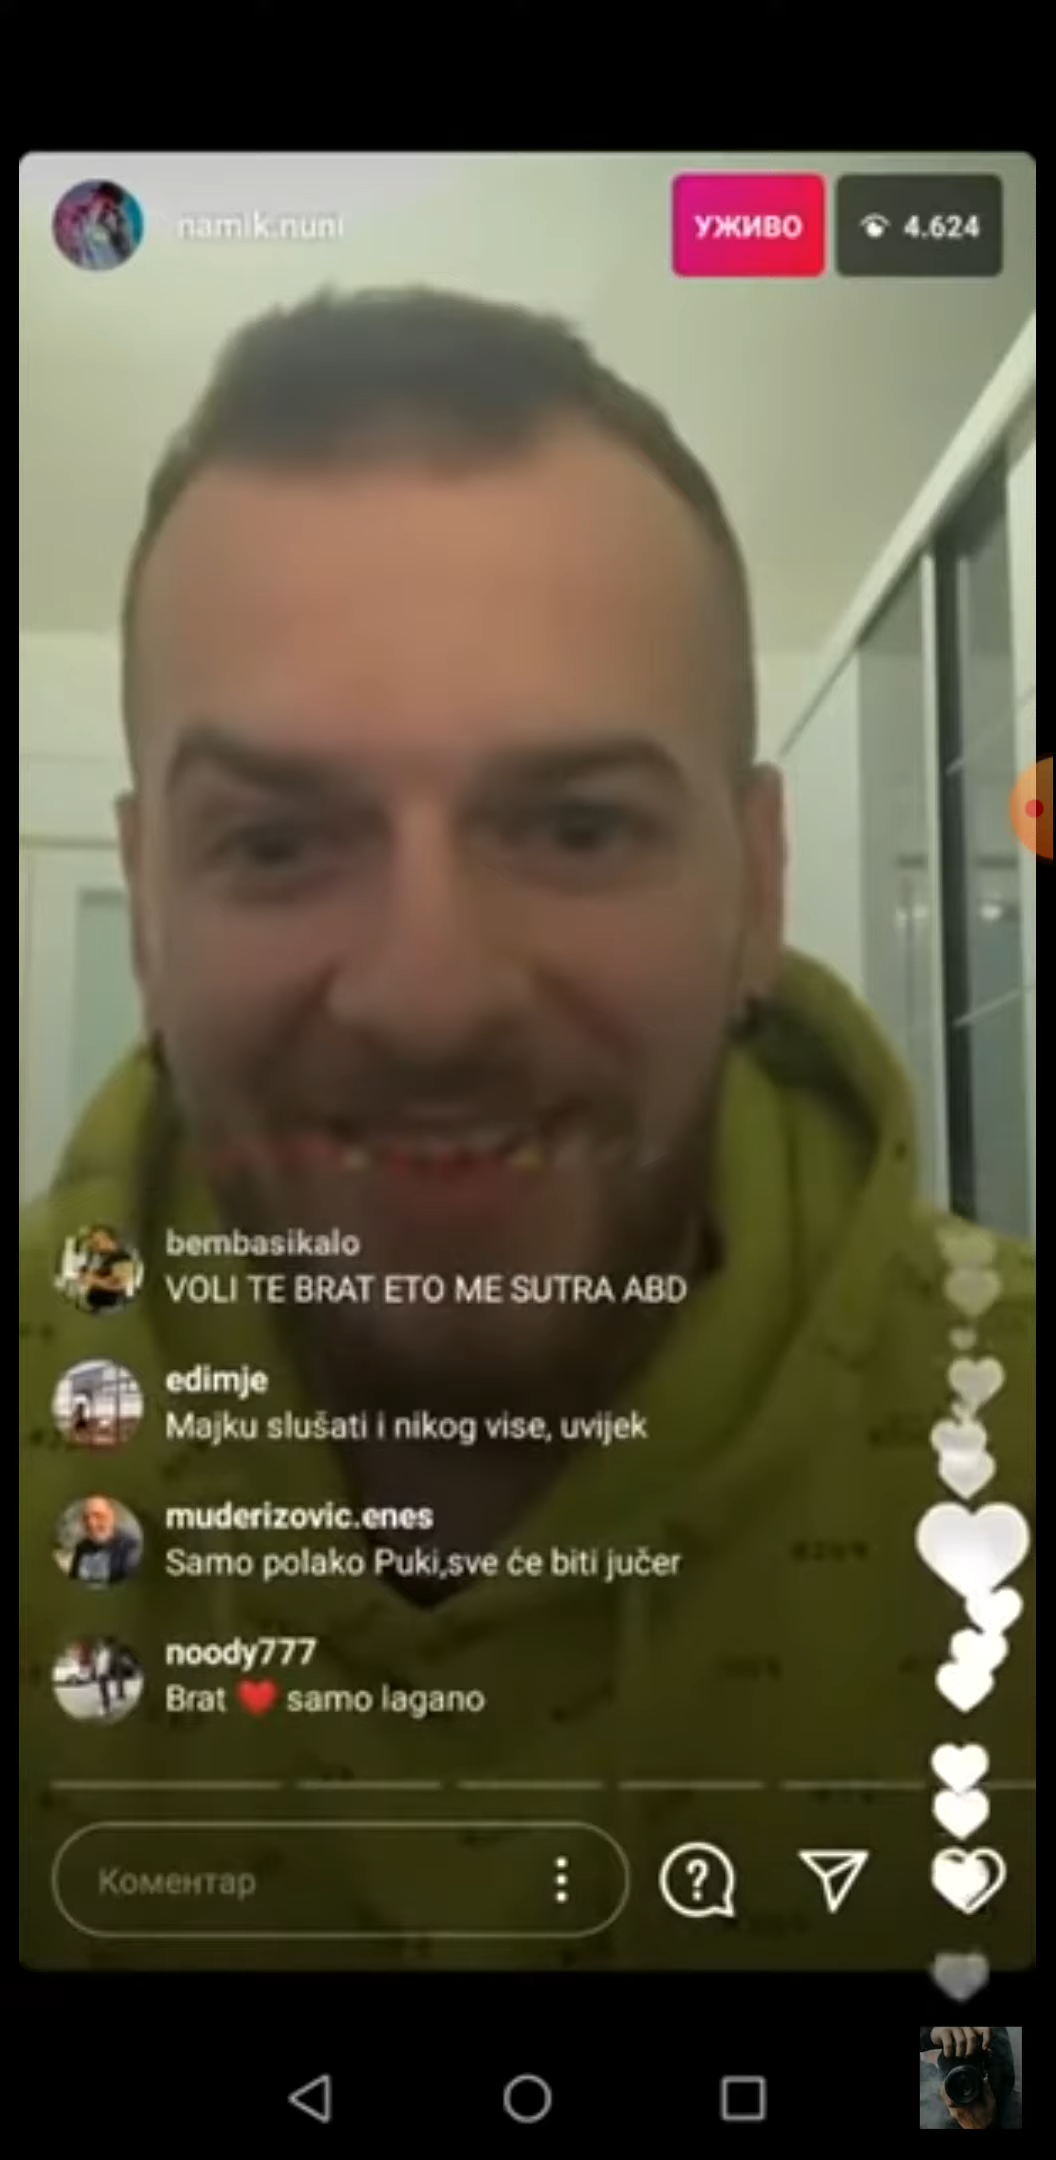 namik.nuni
УЖИВО
4.624
bembasikalo
VOLI TE BRAT ETO ME SUTRA ABD
edimje
Majku slušati i nikog vise, uvijek
muderizovic.enes
Samo polako Puki,sve će biti jučer
noody777
Brat ❤️ samo lagano
Коментар